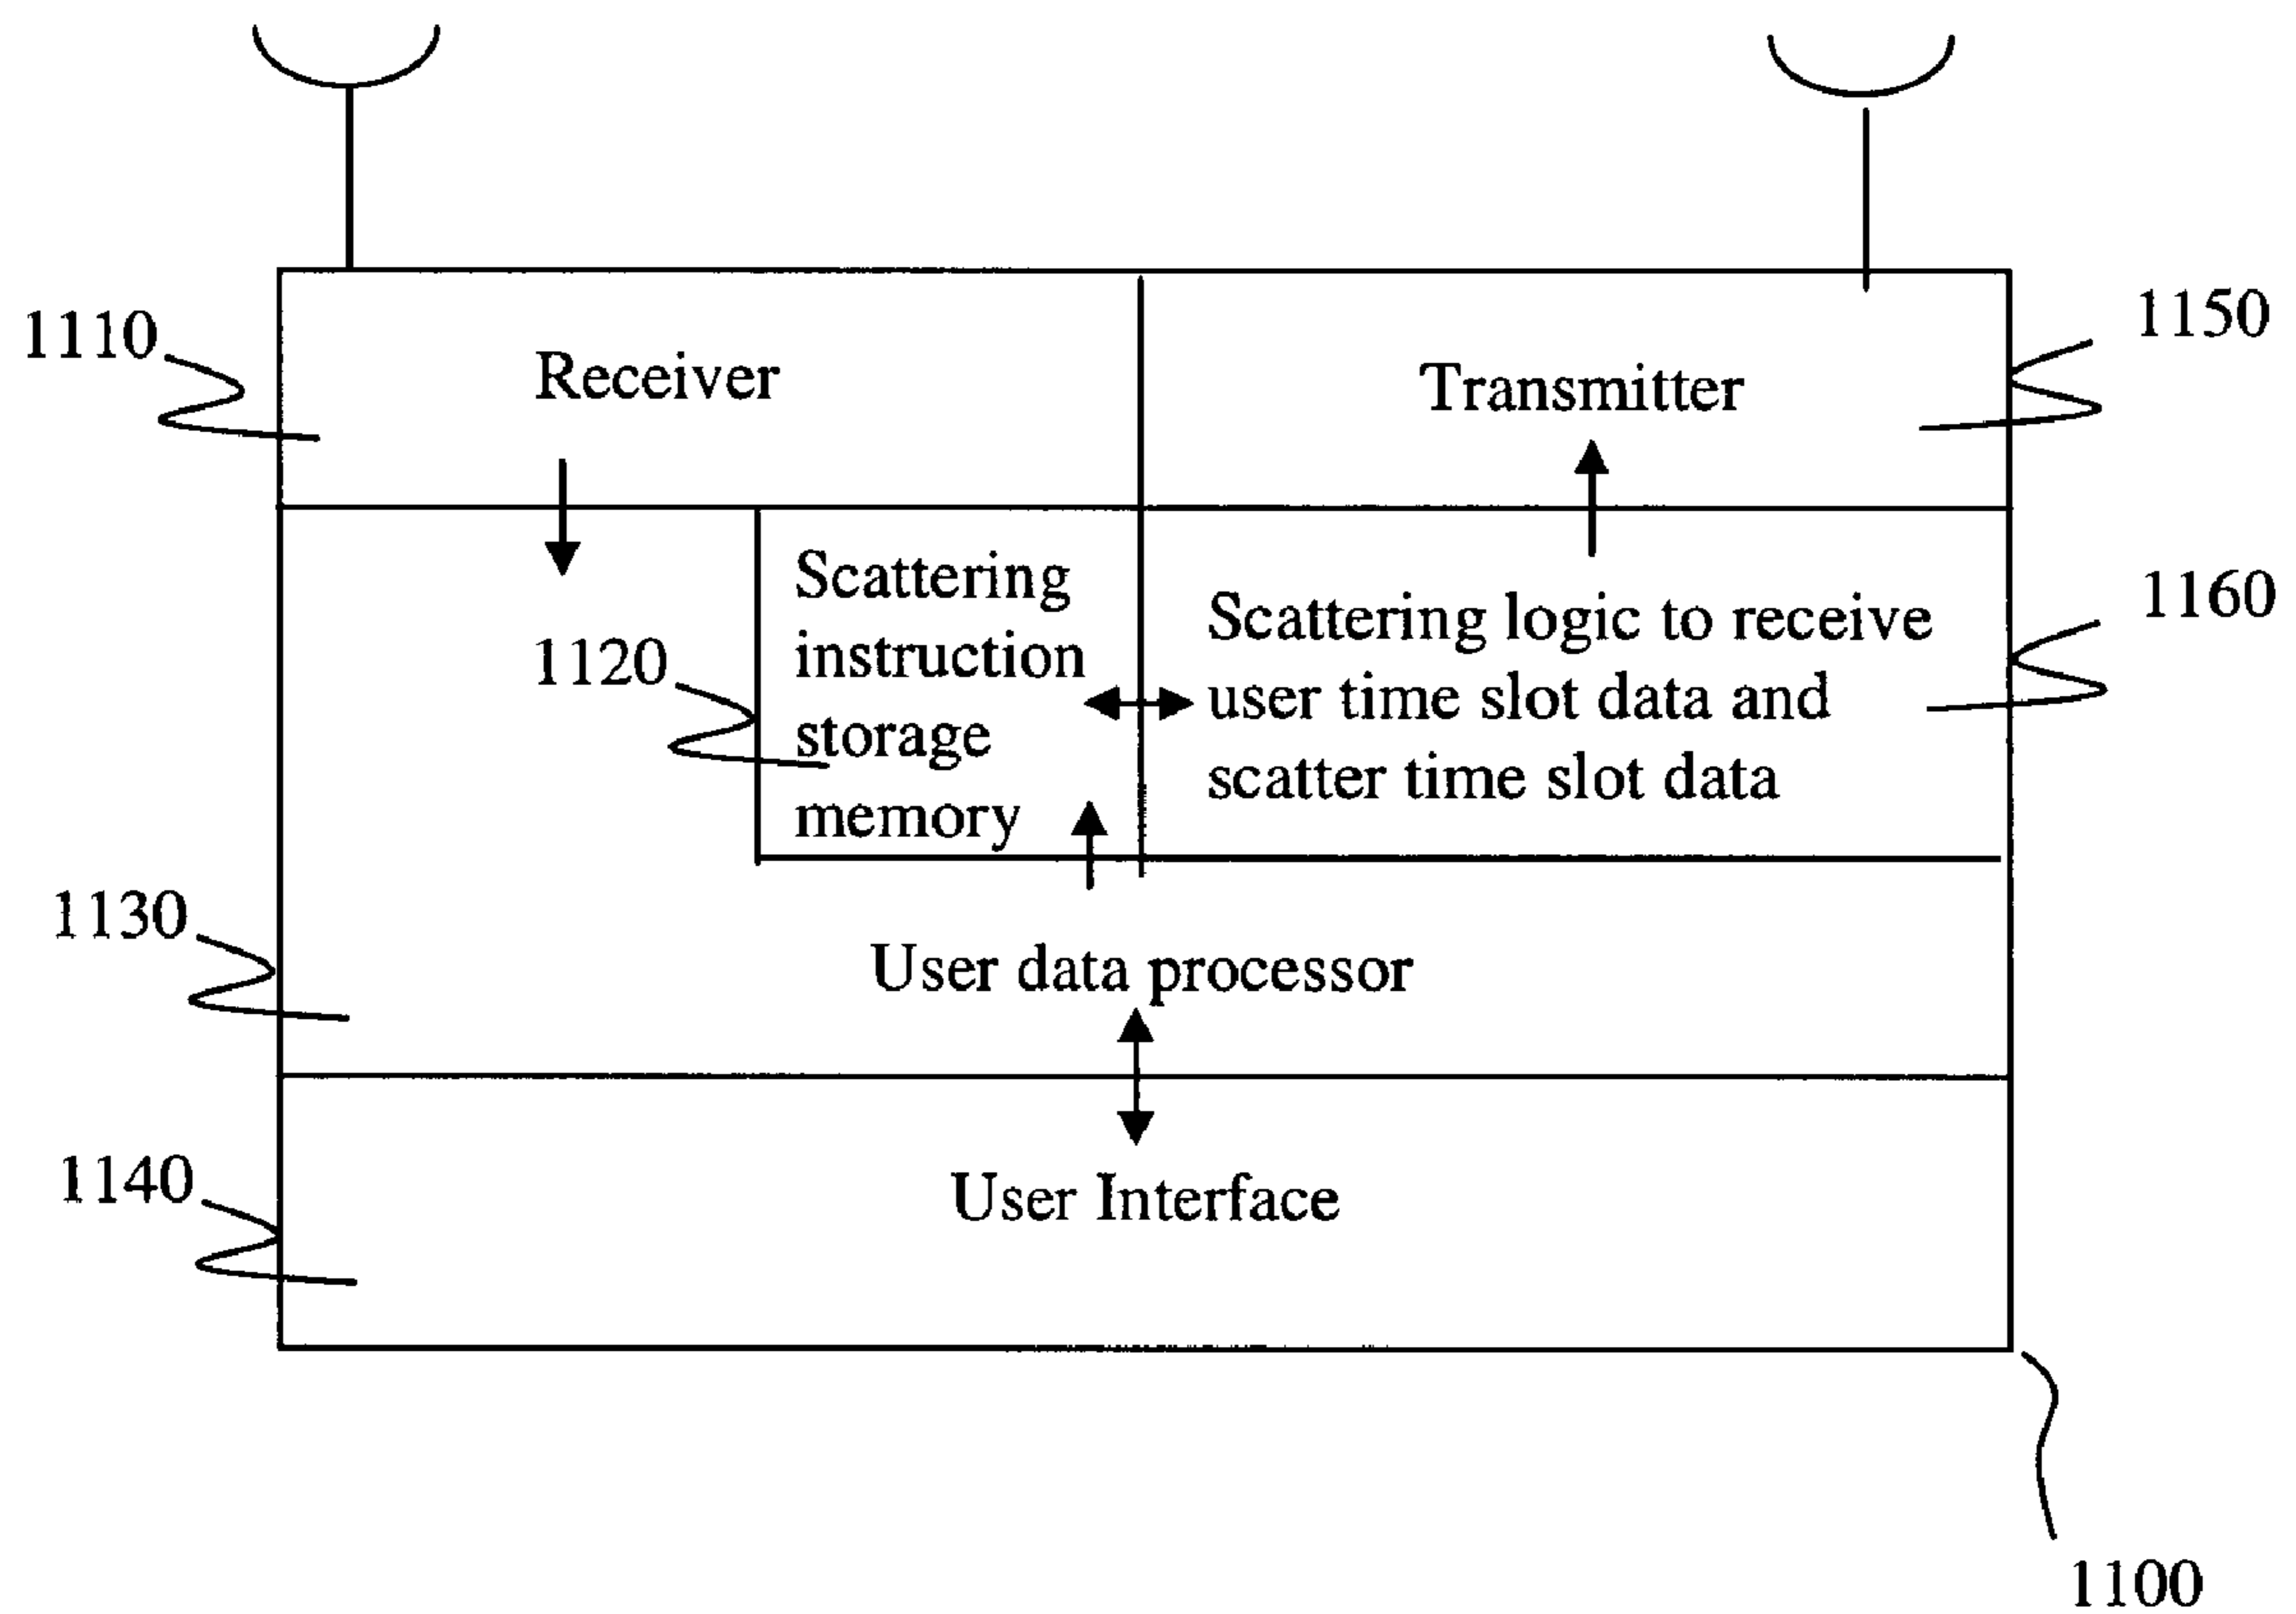 1110
Receiver
Transmitter
1150
1120
Scattering
instruction
storage
memory
Scattering logic to receive
user time slot data and
scatter time slot data
1160
1130
User data processor
1140
User Interface
1100